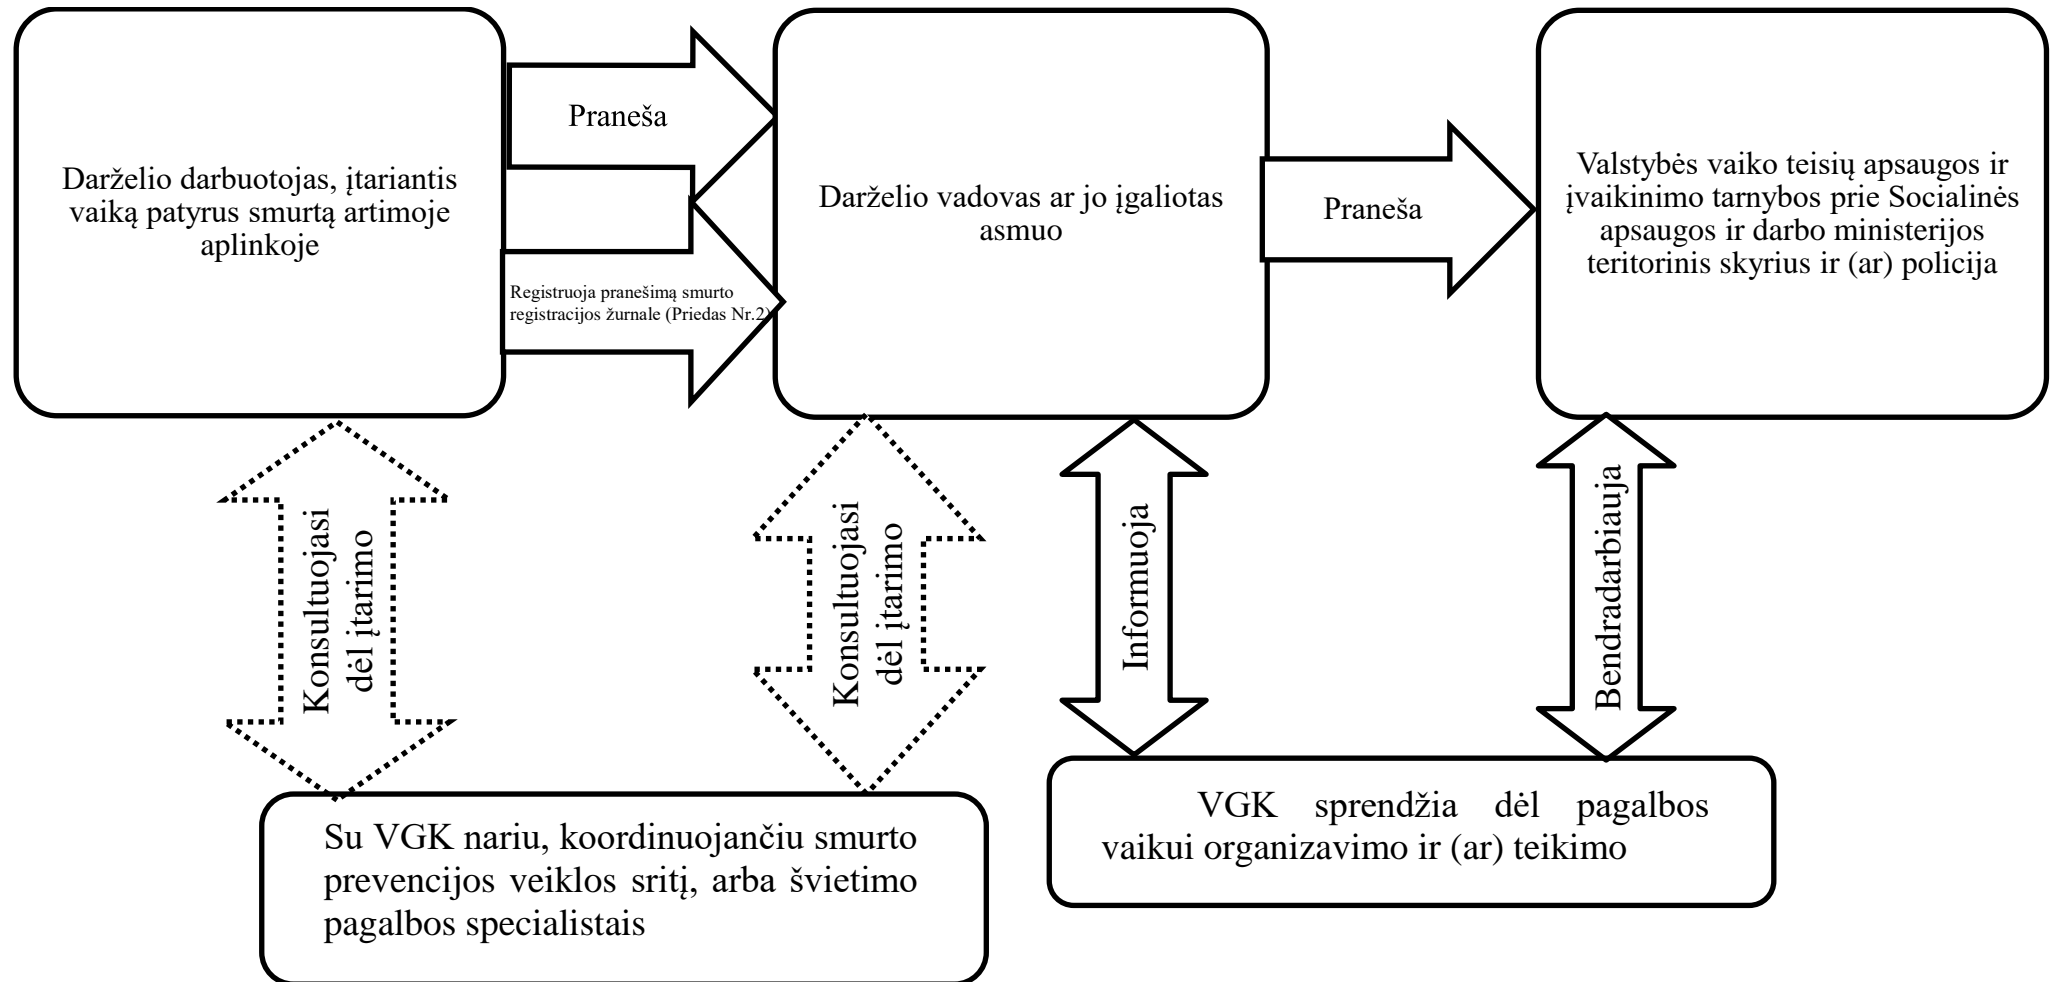 Darželio darbuotojas, įtariantis
vaiką patyrus smurtą artimoje
aplinkoje
Praneša
Registruoja pranešimą smurto
registracijos žurnale (Priedas Nr.2)
Darželio vadovas ar jo įgaliotas
asmuo
Praneša
Valstybės vaiko teisių apsaugos ir
įvaikinimo tarnybos prie Socialinės
apsaugos ir darbo ministerijos
teritorinis skyrius ir (ar) policija
Konsultuojasi
dėl įtarimo
Konsultuojasi
dėl įtarimo
Informuoja
Bendradarbiauja
Su VGK nariu, koordinuojančiu smurto
prevencijos veiklos sritį, arba švietimo
pagalbos specialistais
VGK sprendžia dėl pagalbos
vaikui organizavimo ir (ar) teikimo